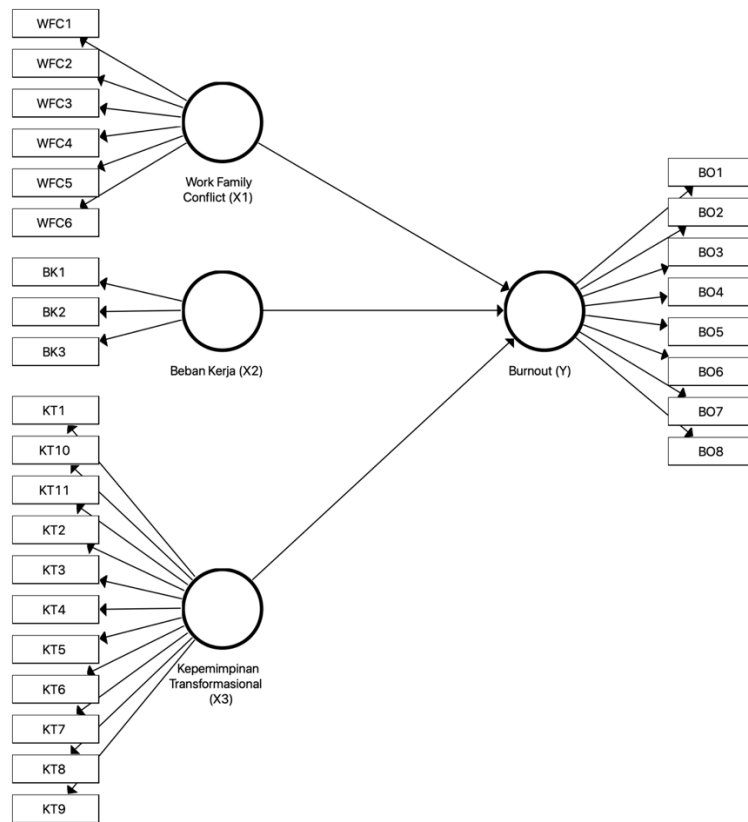 WFC1
WFC2
WFC3
WFC4
WFC5
WFC6
Work Family
Conflict (X1)
BK1
BK2
BK3
Beban Kerja (X2)
KT1
KT10
KT11
KT2
KT3
KT4
KT5
KT6
KT7
KT8
KT9
Kepemimpinan
Transformasional
(X3)
Burnout (Y)
BO1
BO2
BO3
BO4
BO5
BO6
BO7
BO8